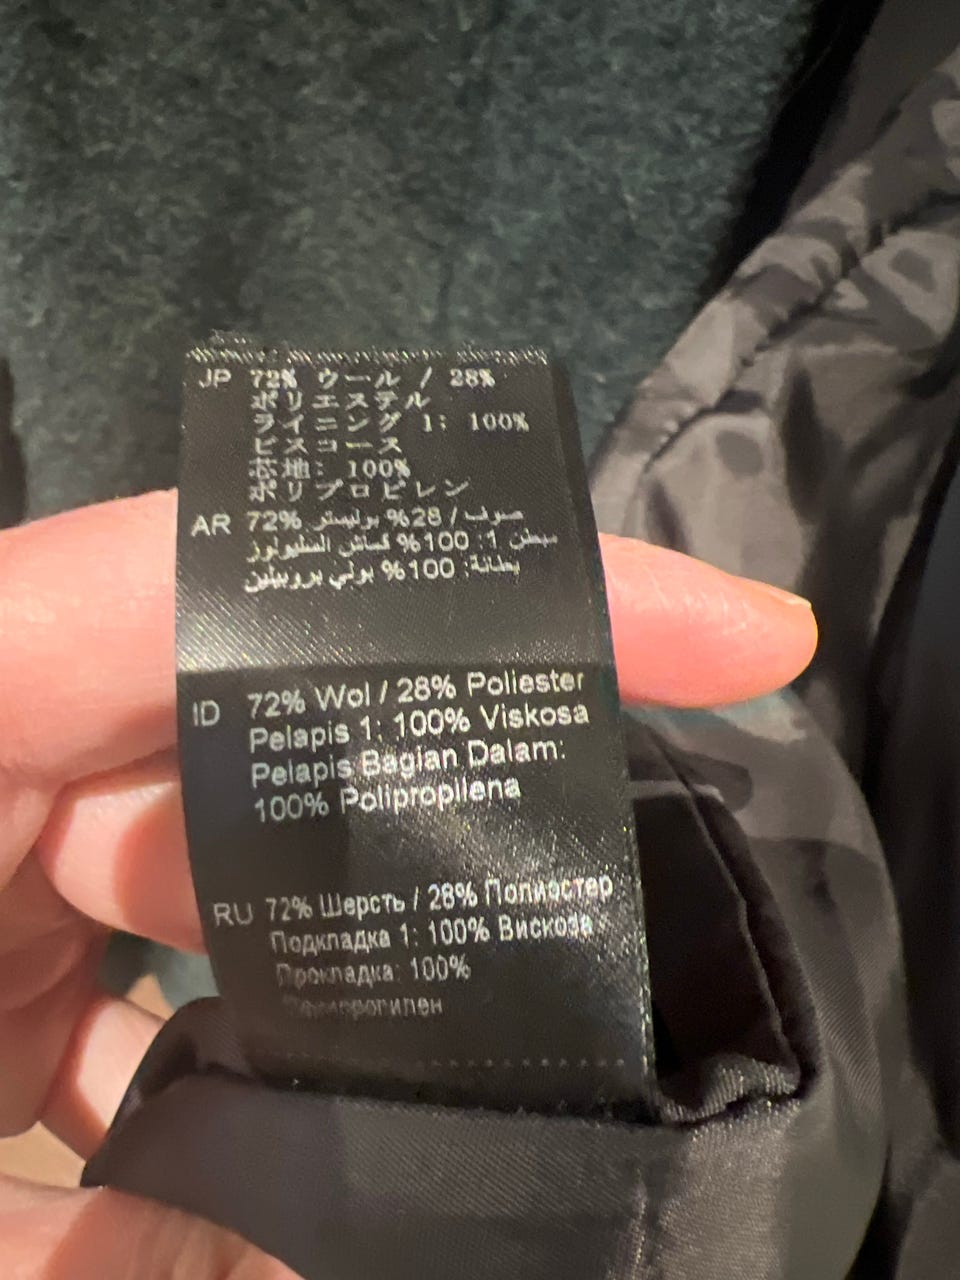 JP 72% ウール / 28%
ポリエステル
ライニング 1: 100%
ビスコース
芯地: 100%
ポリプロピレン
AR 72% صوف / 28% بوليستر
مبطن 1: 100% قماش السليولوز
بطانة: 100% بولي بروبيلين
ID 72% Wol / 28% Poliester
Pelapis 1: 100% Viskosa
Pelapis Bagian Dalam:
100% Polipropilena
RU 72% Шерсть / 28% Полиэстер
Подкладка 1: 100% Вискоза
Прокладка: 100%